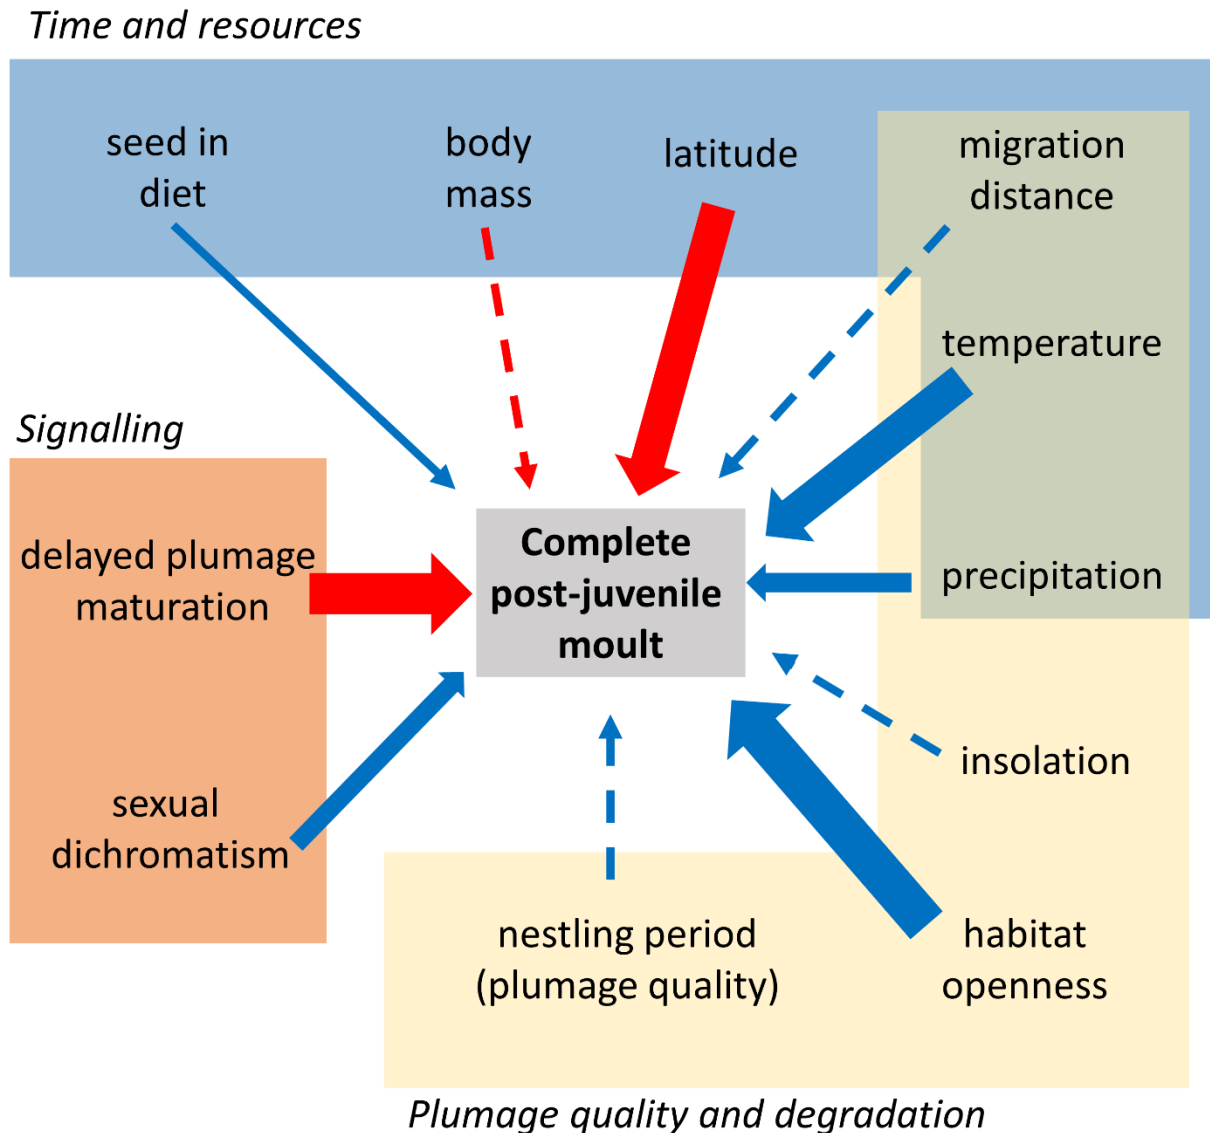 Time and resources
seed in
diet
body
mass
latitude
migration
distance
temperature
Signalling
delayed plumage
maturation
Complete
post-juvenile
moult
precipitation
sexual
dichromatism
insolation
nestling period
(plumage quality)
habitat
openness
Plumage quality and degradation